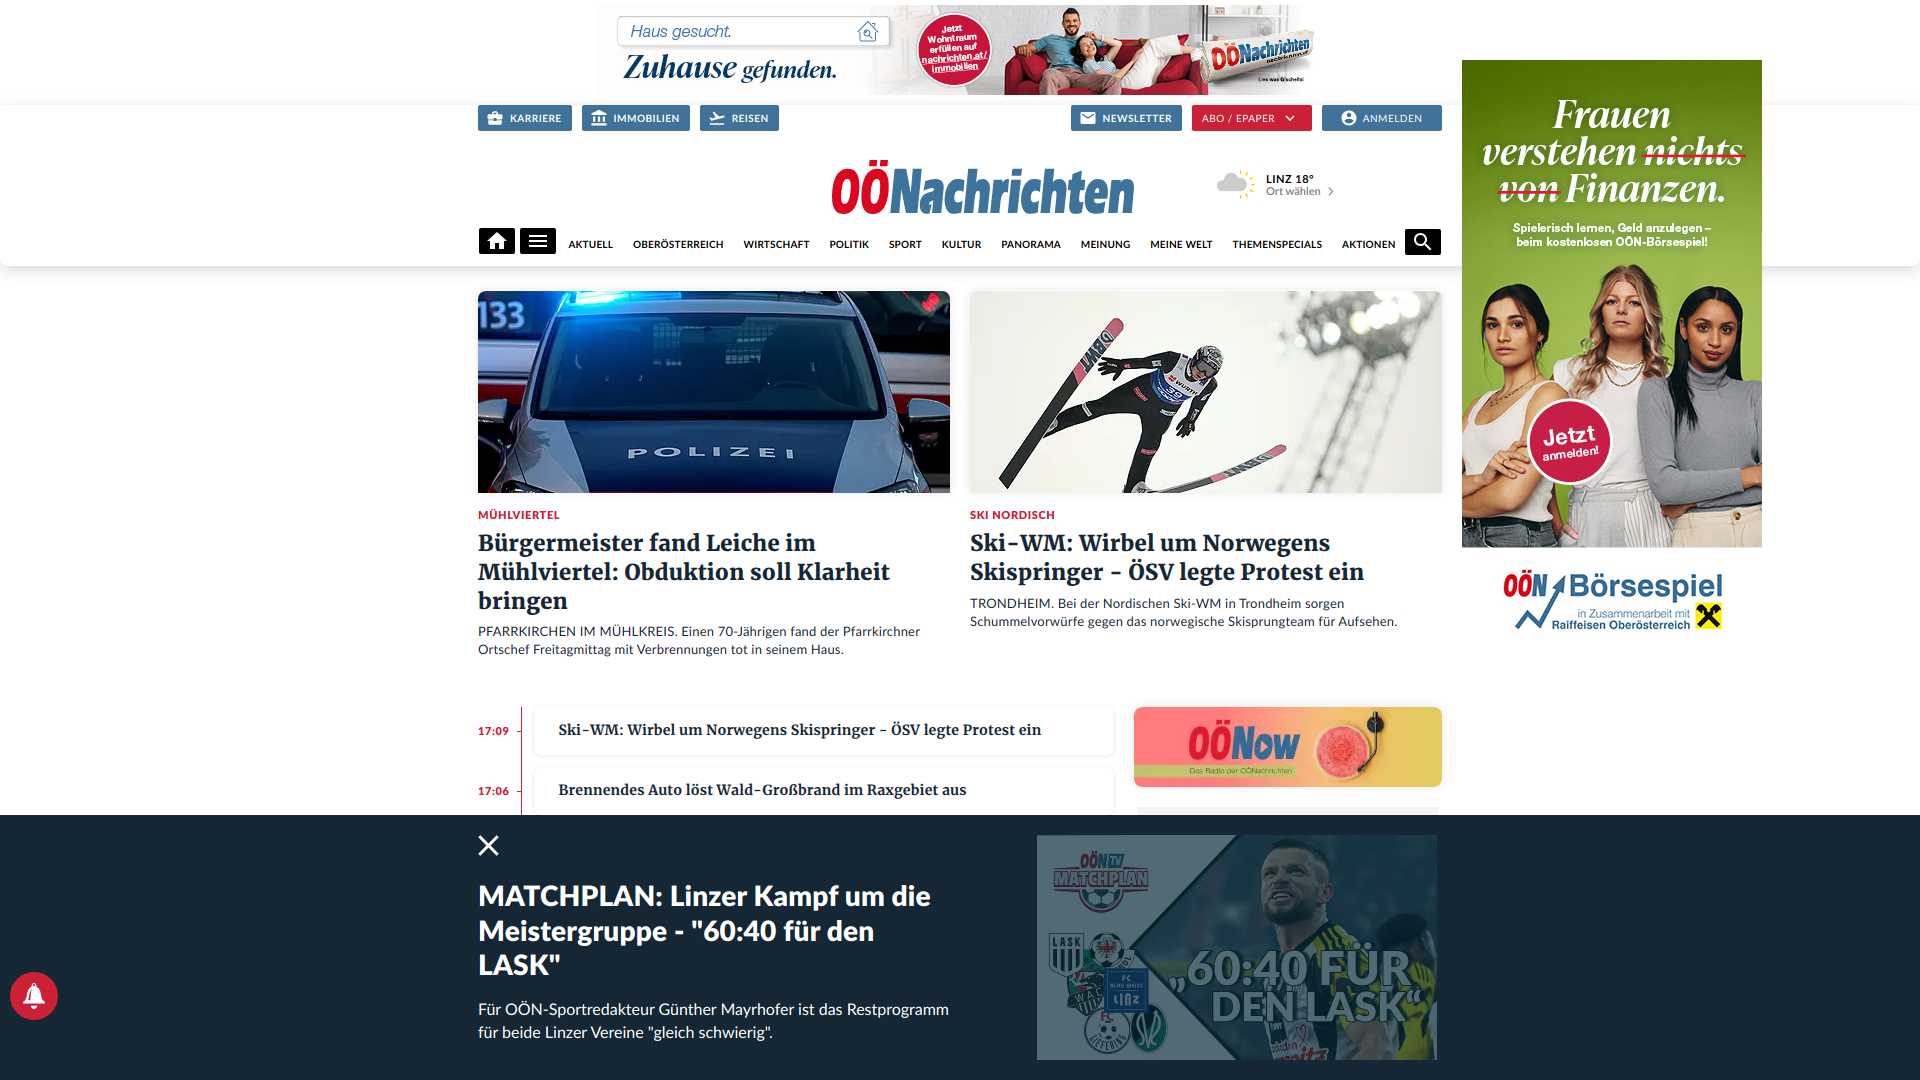 Haus gesucht.
Zuhause gefunden.
Jetzt
Wohntraum
erfüllen auf
nachrichten.at/
immobilien
OÖNachrichten
Lies was G'scheits!
KARRIERE
IMMOBILIEN
REISEN
NEWSLETTER
ABO / EPAPER
ANMELDEN
OÖNachrichten
LINZ 18°
Ort wählen
AKTUELL
OBERÖSTERREICH
WIRTSCHAFT
POLITIK
SPORT
KULTUR
PANORAMA
MEINUNG
MEINE WELT
THEMENSPECIALS
AKTIONEN
Frauen
verstehen nichts
von Finanzen.
Spielerisch lernen, Geld anzulegen –
beim kostenlosen OÖN-Börsespiel!
Jetzt
anmelden!
OÖN Börsespiel
in Zusammenarbeit mit
Raiffeisen Oberösterreich
133
POLIZEI
MÜHLVIERTEL
Bürgermeister fand Leiche im
Mühlviertel: Obduktion soll Klarheit
bringen
PFARRKIRCHEN IM MÜHLKREIS. Einen 70-Jährigen fand der Pfarrkirchner
Ortschef Freitagmittag mit Verbrennungen tot in seinem Haus.
SKI NORDISCH
Ski-WM: Wirbel um Norwegens
Skispringer - ÖSV legte Protest ein
TRONDHEIM. Bei der Nordischen Ski-WM in Trondheim sorgen
Schummelvorwürfe gegen das norwegische Skisprungteam für Aufsehen.
17:09
Ski-WM: Wirbel um Norwegens Skispringer - ÖSV legte Protest ein
17:06
Brennendes Auto löst Wald-Großbrand im Raxgebiet aus
OÖNow
Das Radio der OÖNachrichten
MATCHPLAN: Linzer Kampf um die
Meistergruppe - "60:40 für den
LASK"
Für OÖN-Sportredakteur Günther Mayrhofer ist das Restprogramm
für beide Linzer Vereine "gleich schwierig".
OÖN TV
MATCHPLAN
LASK
WAC
FC
BLAU WEISS
LINZ
FC
LIEFERING
SVR
„60:40 FÜR
DEN LASK“